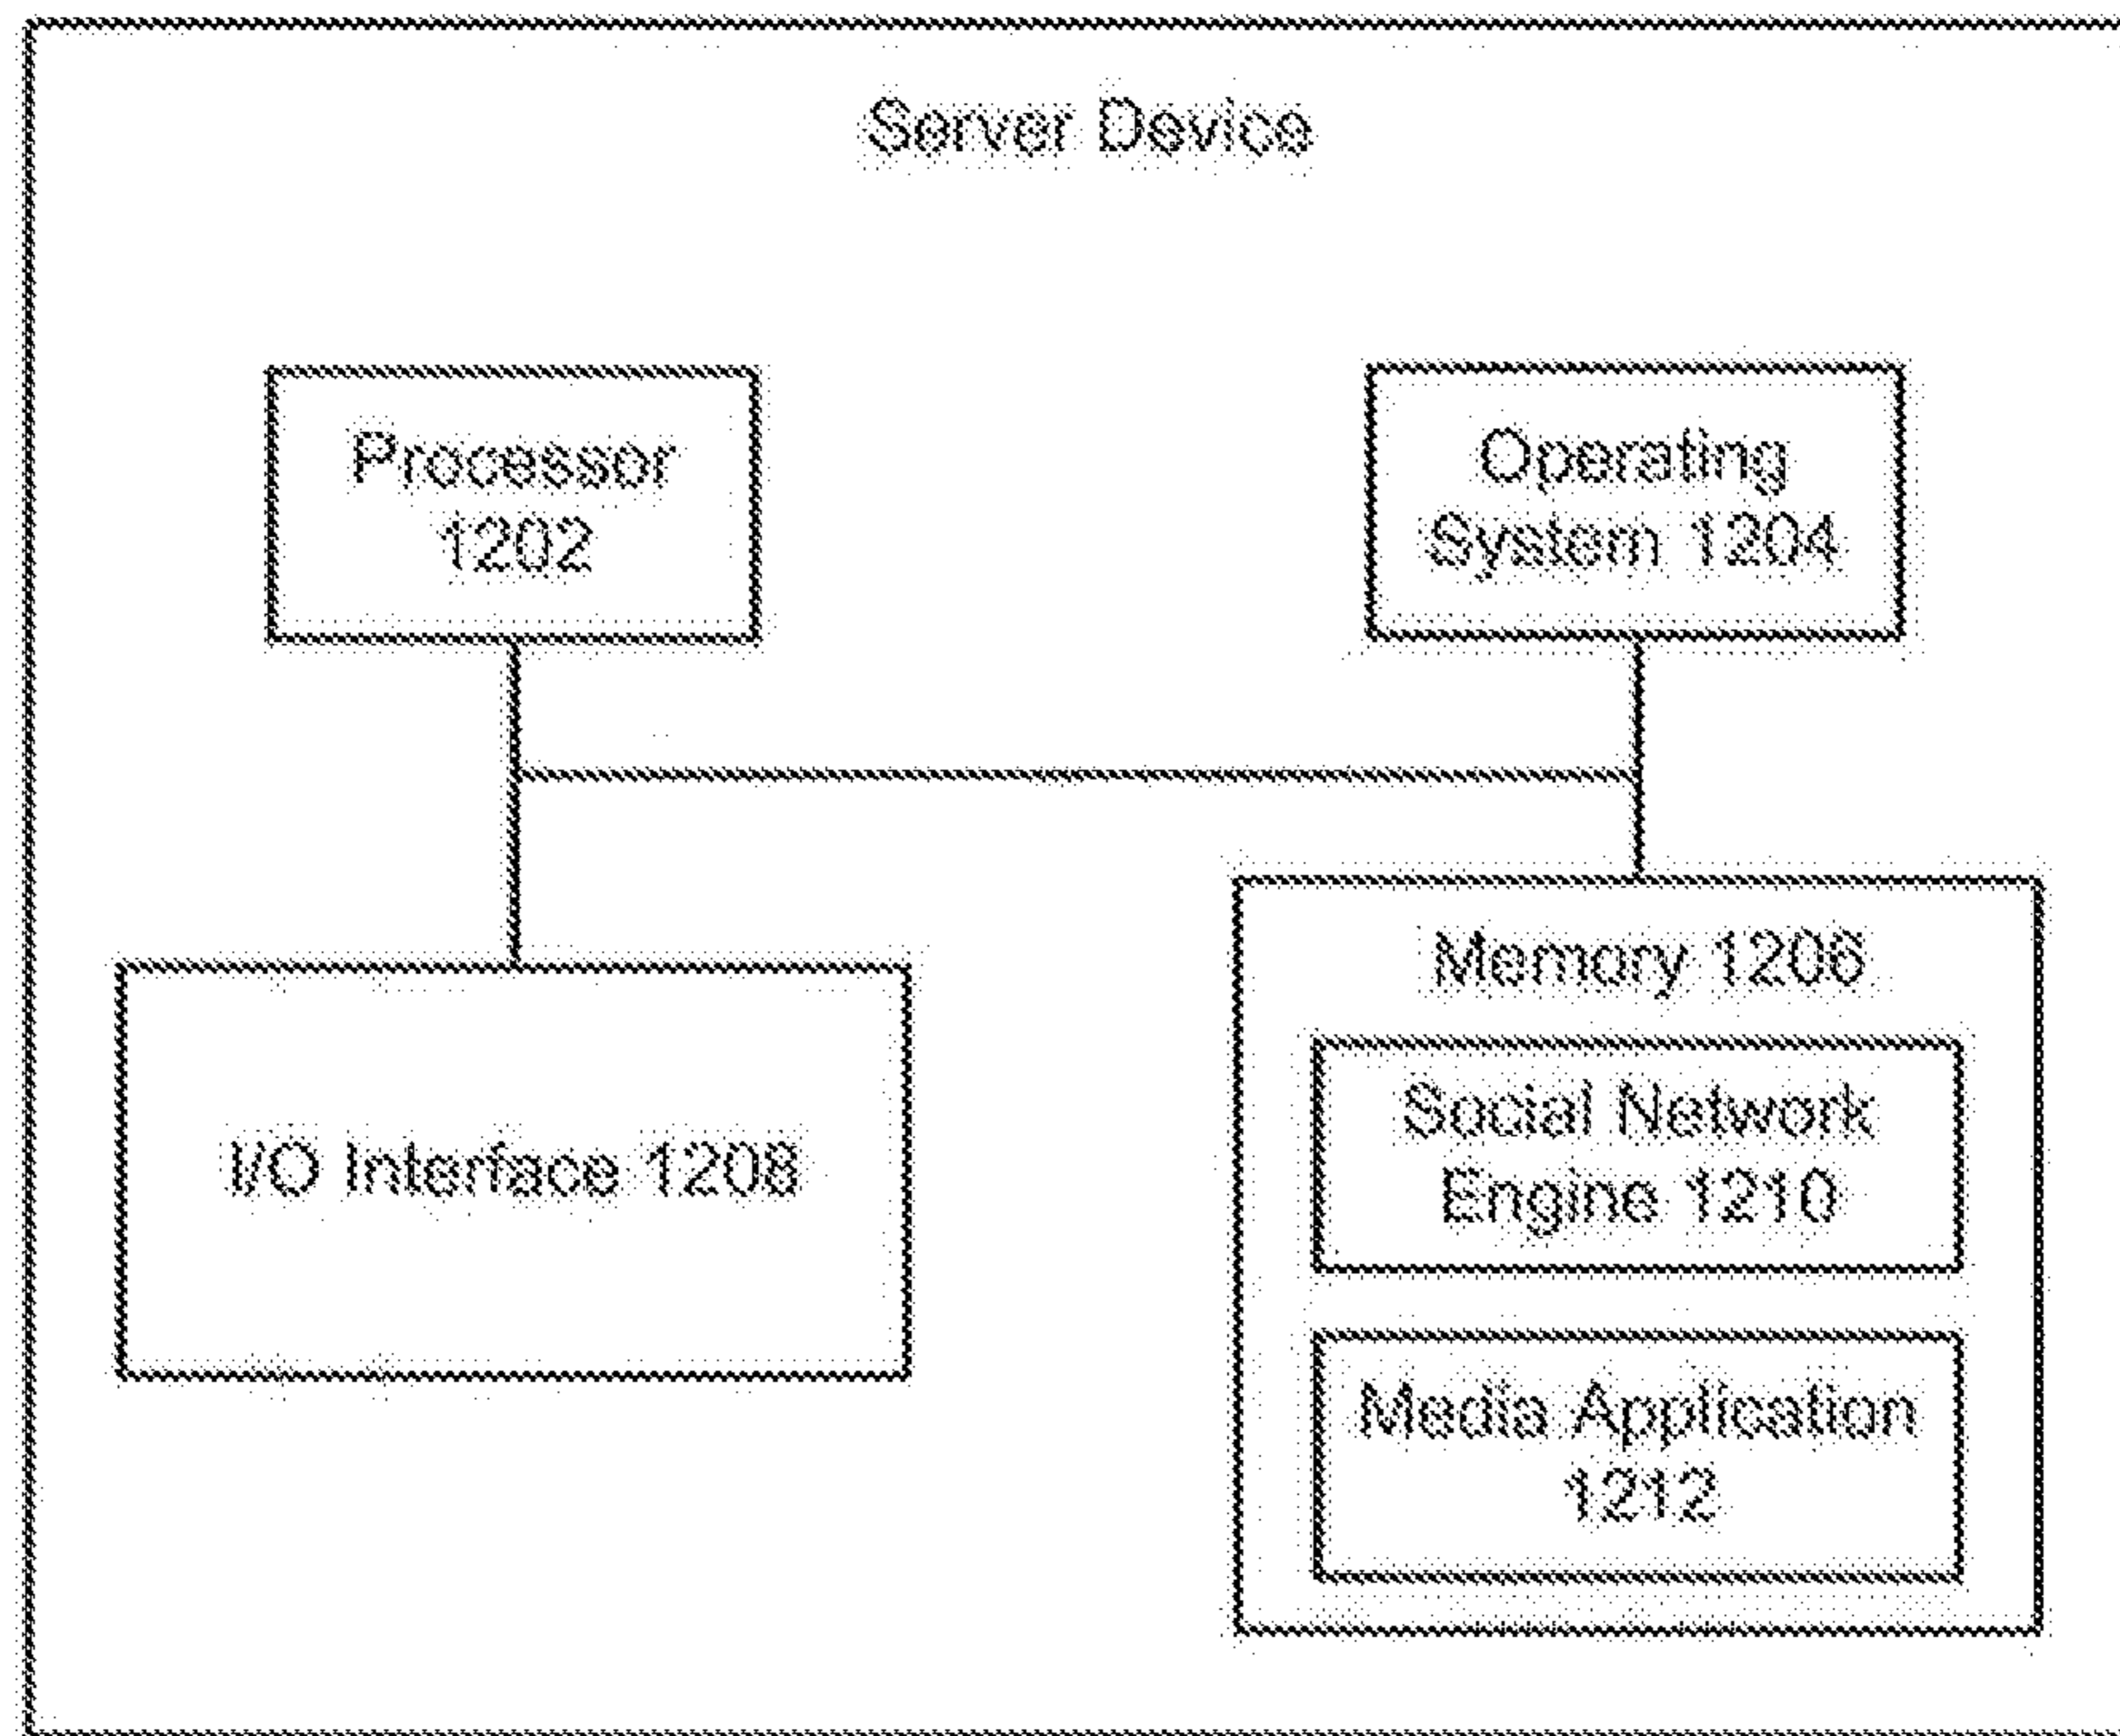 Server Device
Processor
1202
Operating
System 1204
I/O Interface 1208
Memory 1206
Social Network
Engine 1210
Media Application
1212